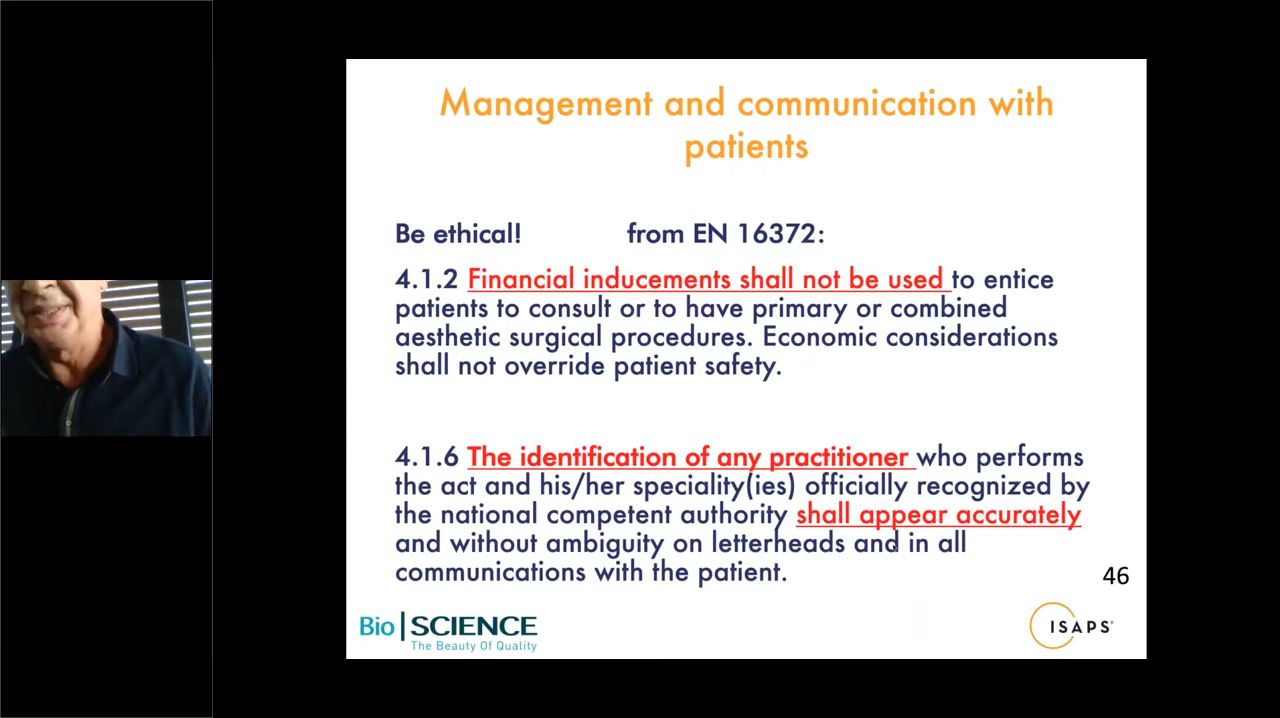 Management and communication with
patients
Be ethical! from EN 16372:
4.1.2 Financial inducements shall not be used to entice
patients to consult or to have primary or combined
aesthetic surgical procedures. Economic considerations
shall not override patient safety.
4.1.6 The identification of any practitioner who performs
the act and his/her speciality(ies) officially recognized by
the national competent authority shall appear accurately
and without ambiguity on letterheads and in all
communications with the patient.
46
Bio|SCIENCE
The Beauty Of Quality
ISAPS